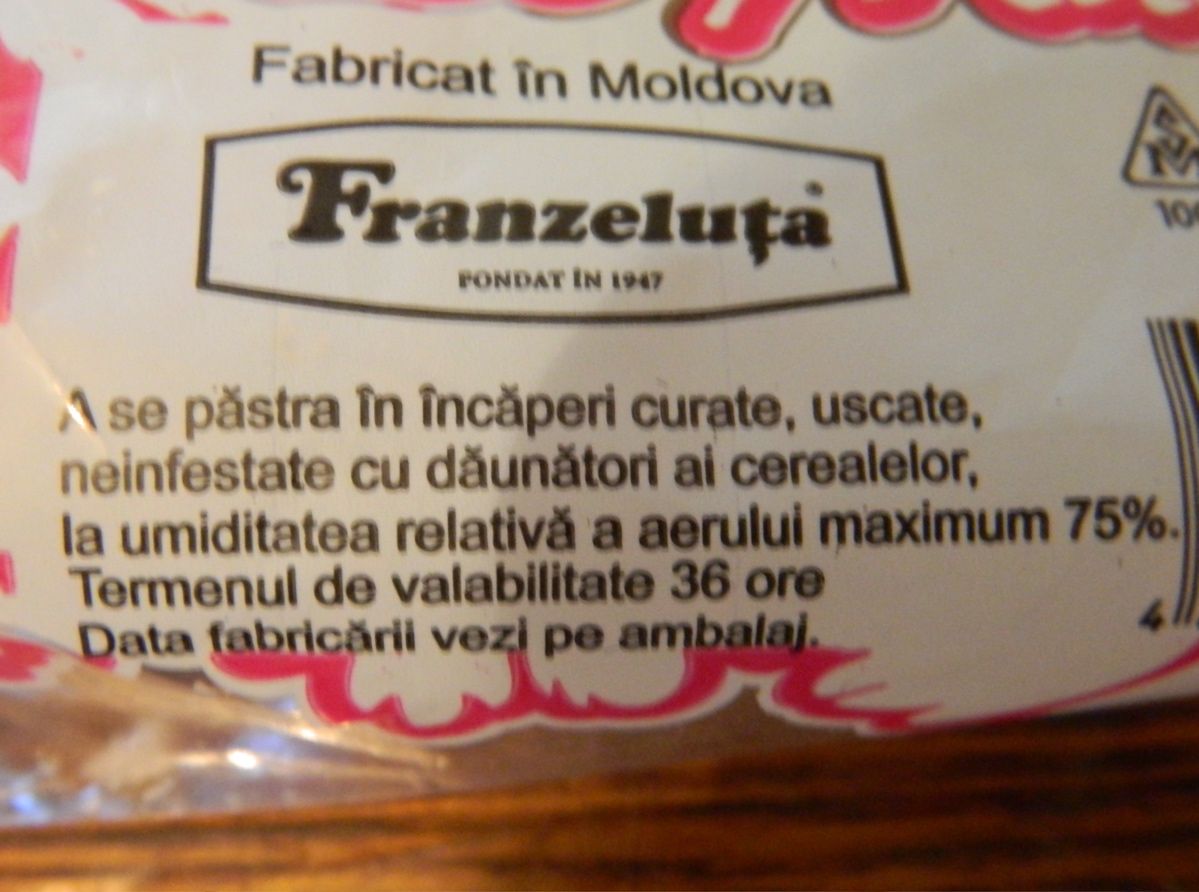 Fabricat în Moldova
Franzeluța
FONDAT ÎN 1947
A se păstra în încăperi curate, uscate,
neinfestate cu dăunători ai cerealelor,
la umiditatea relativă a aerului maximum 75%.
Termenul de valabilitate 36 ore
Data fabricării vezi pe ambalaj.
4